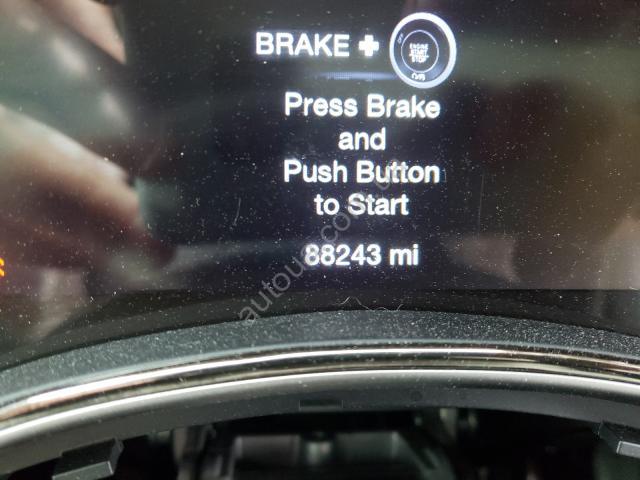 BRAKE +
ENGINE
START
STOP
Press Brake
and
Push Button
to Start
88243 mi